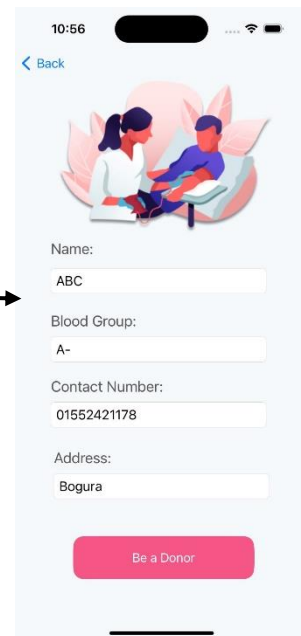 10:56
Back
Name:
ABC
Blood Group:
A-
Contact Number:
01552421178
Address:
Bogura
Be a Donor